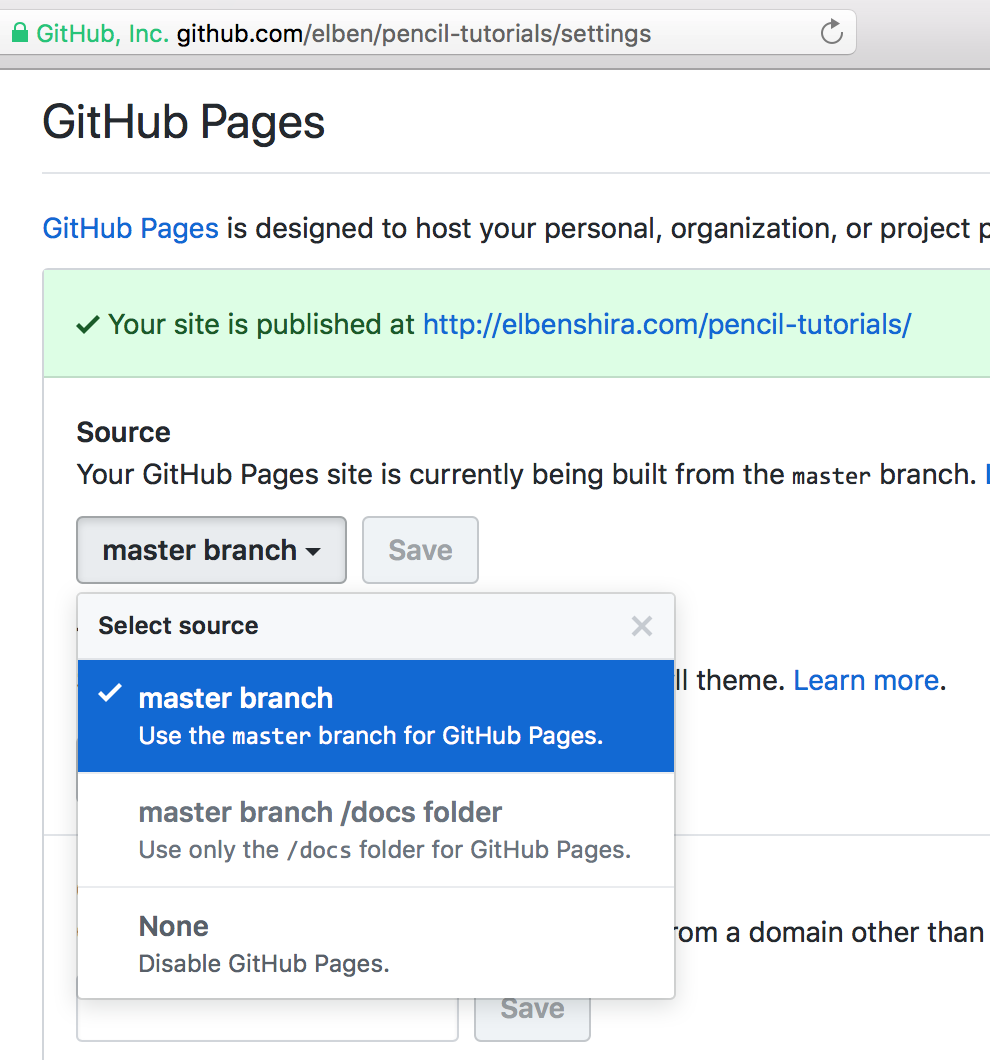 GitHub, Inc. github.com/elben/pencil-tutorials/settings
GitHub Pages
GitHub Pages is designed to host your personal, organization, or project p
Your site is published at http://elbenshira.com/pencil-tutorials/
Source
Your GitHub Pages site is currently being built from the master branch.
master branch Save
Select source
master branch
ll theme. Learn more.
Use the master branch for GitHub Pages.
master branch /docs folder
Use only the /docs folder for GitHub Pages.
None
rom a domain other than
Disable GitHub Pages.
Save